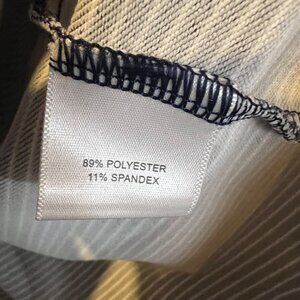 89% POLYESTER
11% SPANDEX